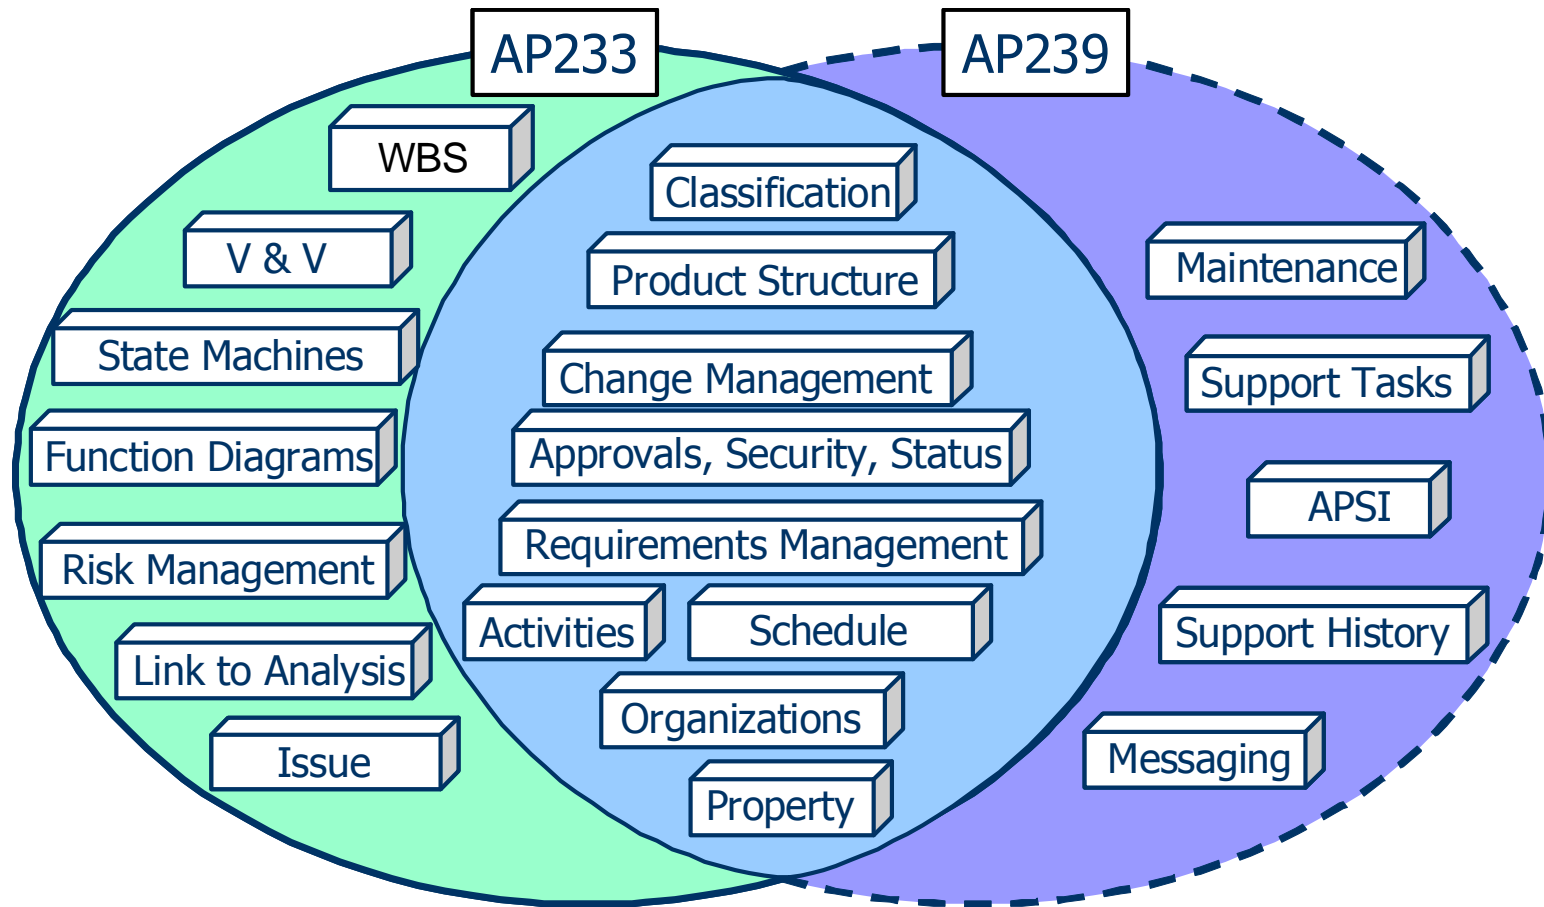 AP233
AP239
WBS
V & V
State Machines
Function Diagrams
Risk Management
Link to Analysis
Issue
Classification
Product Structure
Change Management
Approvals, Security, Status
Requirements Management
Activities
Schedule
Organizations
Property
Maintenance
Support Tasks
APSI
Support History
Messaging